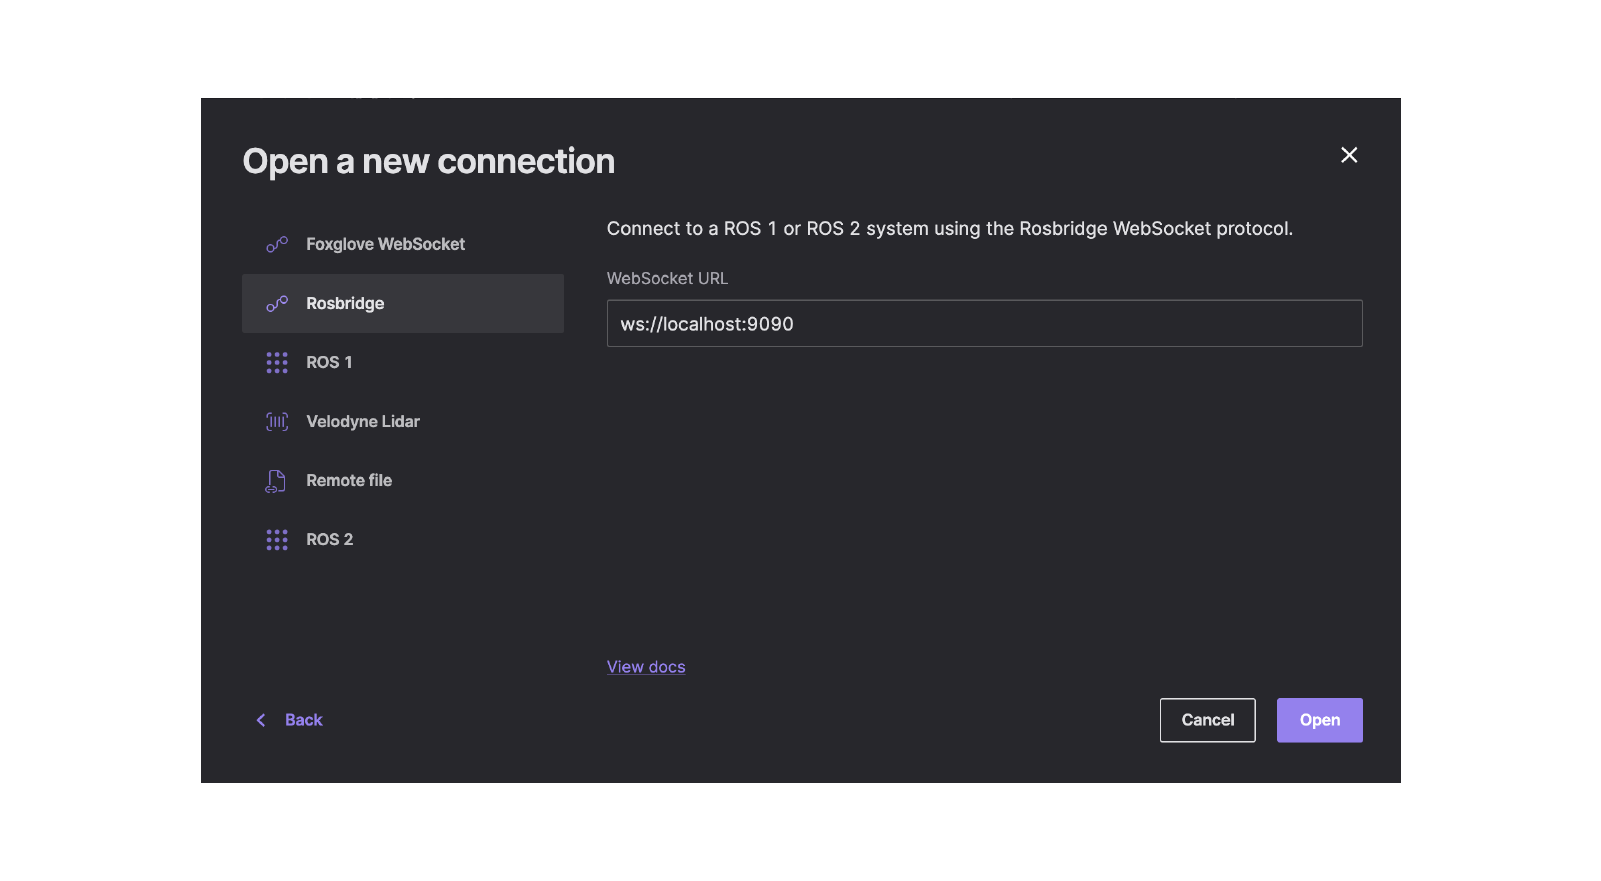 Open a new connection
Foxglove WebSocket
Rosbridge
ROS 1
Velodyne Lidar
Remote file
ROS 2
Connect to a ROS 1 or ROS 2 system using the Rosbridge WebSocket protocol.
WebSocket URL
ws://localhost:9090
View docs
Back
Cancel
Open